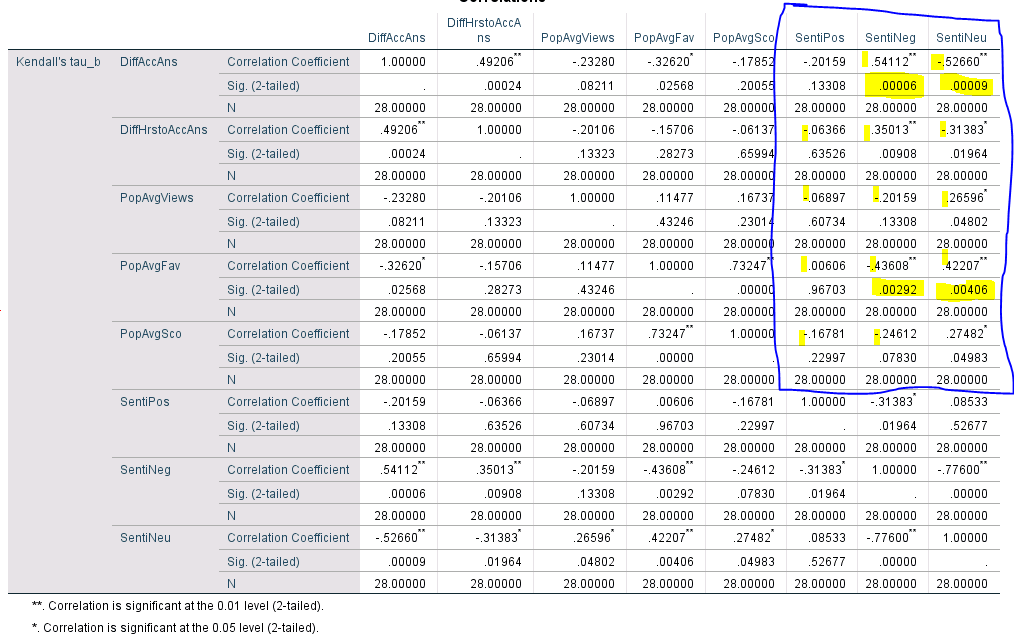 Correlations
DiffHrstoAccA
DiffAccAns ns PopAvgViews PopAvgFav PopAvgSco SentiPos SentiNeg SentiNeu
Kendall's tau_b DiffAccAns Correlation Coefficient 1.00000 .49206** -.23280 -.32620* -.17852 -.20159 .54112** -.52660**
Sig. (2-tailed) . .00024 .08211 .02568 .20055 .13308 .00006 .00009
N 28.00000 28.00000 28.00000 28.00000 28.00000 28.00000 28.00000 28.00000
DiffHrstoAccAns Correlation Coefficient .49206** 1.00000 -.20106 -.15706 -.06137 -.06366 .35013** -.31383*
Sig. (2-tailed) .00024 . .13323 .28273 .65994 .63526 .00908 .01964
N 28.00000 28.00000 28.00000 28.00000 28.00000 28.00000 28.00000 28.00000
PopAvgViews Correlation Coefficient -.23280 -.20106 1.00000 .11477 .16737 -.06897 -.20159 .26596*
Sig. (2-tailed) .08211 .13323 . .43246 .23014 .60734 .13308 .04802
N 28.00000 28.00000 28.00000 28.00000 28.00000 28.00000 28.00000 28.00000
PopAvgFav Correlation Coefficient -.32620* -.15706 .11477 1.00000 .73247** .00606 -.43608** .42207**
Sig. (2-tailed) .02568 .28273 .43246 . .00000 .96703 .00292 .00406
N 28.00000 28.00000 28.00000 28.00000 28.00000 28.00000 28.00000 28.00000
PopAvgSco Correlation Coefficient -.17852 -.06137 .16737 .73247** 1.00000 -.16781 -.24612 .27482*
Sig. (2-tailed) .20055 .65994 .23014 .00000 . .22997 .07830 .04983
N 28.00000 28.00000 28.00000 28.00000 28.00000 28.00000 28.00000 28.00000
SentiPos Correlation Coefficient -.20159 -.06366 -.06897 .00606 -.16781 1.00000 -.31383* .08533
Sig. (2-tailed) .13308 .63526 .60734 .96703 .22997 . .01964 .52677
N 28.00000 28.00000 28.00000 28.00000 28.00000 28.00000 28.00000 28.00000
SentiNeg Correlation Coefficient .54112** .35013** -.20159 -.43608** -.24612 -.31383* 1.00000 -.77600**
Sig. (2-tailed) .00006 .00908 .13308 .00292 .07830 .01964 . .00000
N 28.00000 28.00000 28.00000 28.00000 28.00000 28.00000 28.00000 28.00000
SentiNeu Correlation Coefficient -.52660** -.31383* .26596* .42207** .27482* .08533 -.77600** 1.00000
Sig. (2-tailed) .00009 .01964 .04802 .00406 .04983 .52677 .00000 .
N 28.00000 28.00000 28.00000 28.00000 28.00000 28.00000 28.00000 28.00000
**. Correlation is significant at the 0.01 level (2-tailed).
*. Correlation is significant at the 0.05 level (2-tailed).